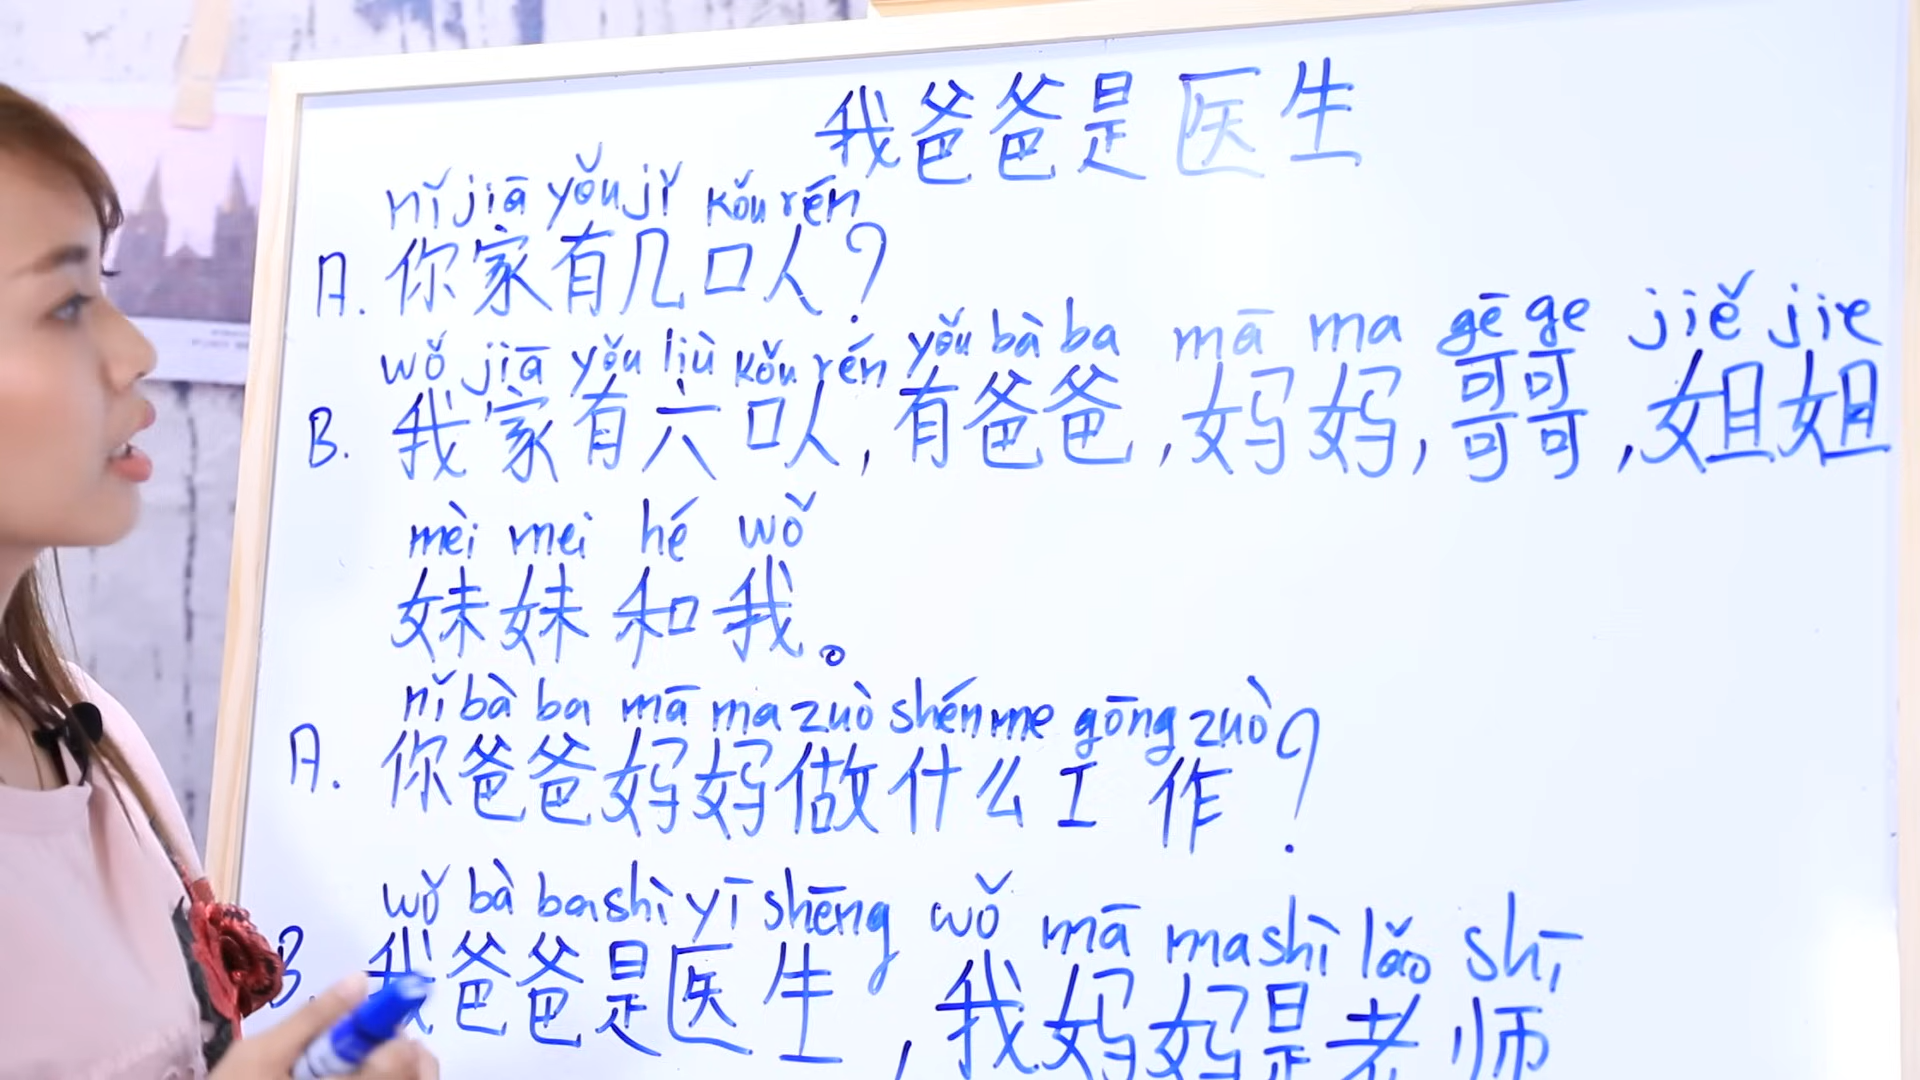 我爸爸是医生
nǐ jiā yǒu jǐ kǒu rén
A. 你家有几口人?
wǒ jiā yǒu liù kǒu rén yǒu bà ba mā ma gē ge jiě jie
B. 我家有六口人,有爸爸,妈妈,哥哥,姐姐
mèi mei hé wǒ
妹妹和我。
nǐ bà ba mā ma zuò shén me gōng zuò
A. 你爸爸妈妈做什么工作?
wǒ bà ba shì yī shēng wǒ mā ma shì lǎo shī
B. 我爸爸是医生,我妈妈是老师